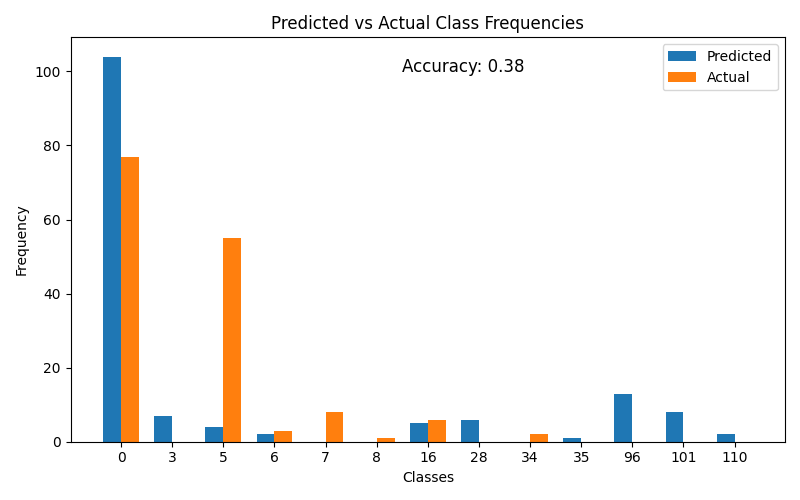 Predicted vs Actual Class Frequencies
Accuracy: 0.38
Predicted
Actual
Frequency
100
80
60
40
20
0
0 3 5 6 7 8 16 28 34 35 96 101 110
Classes